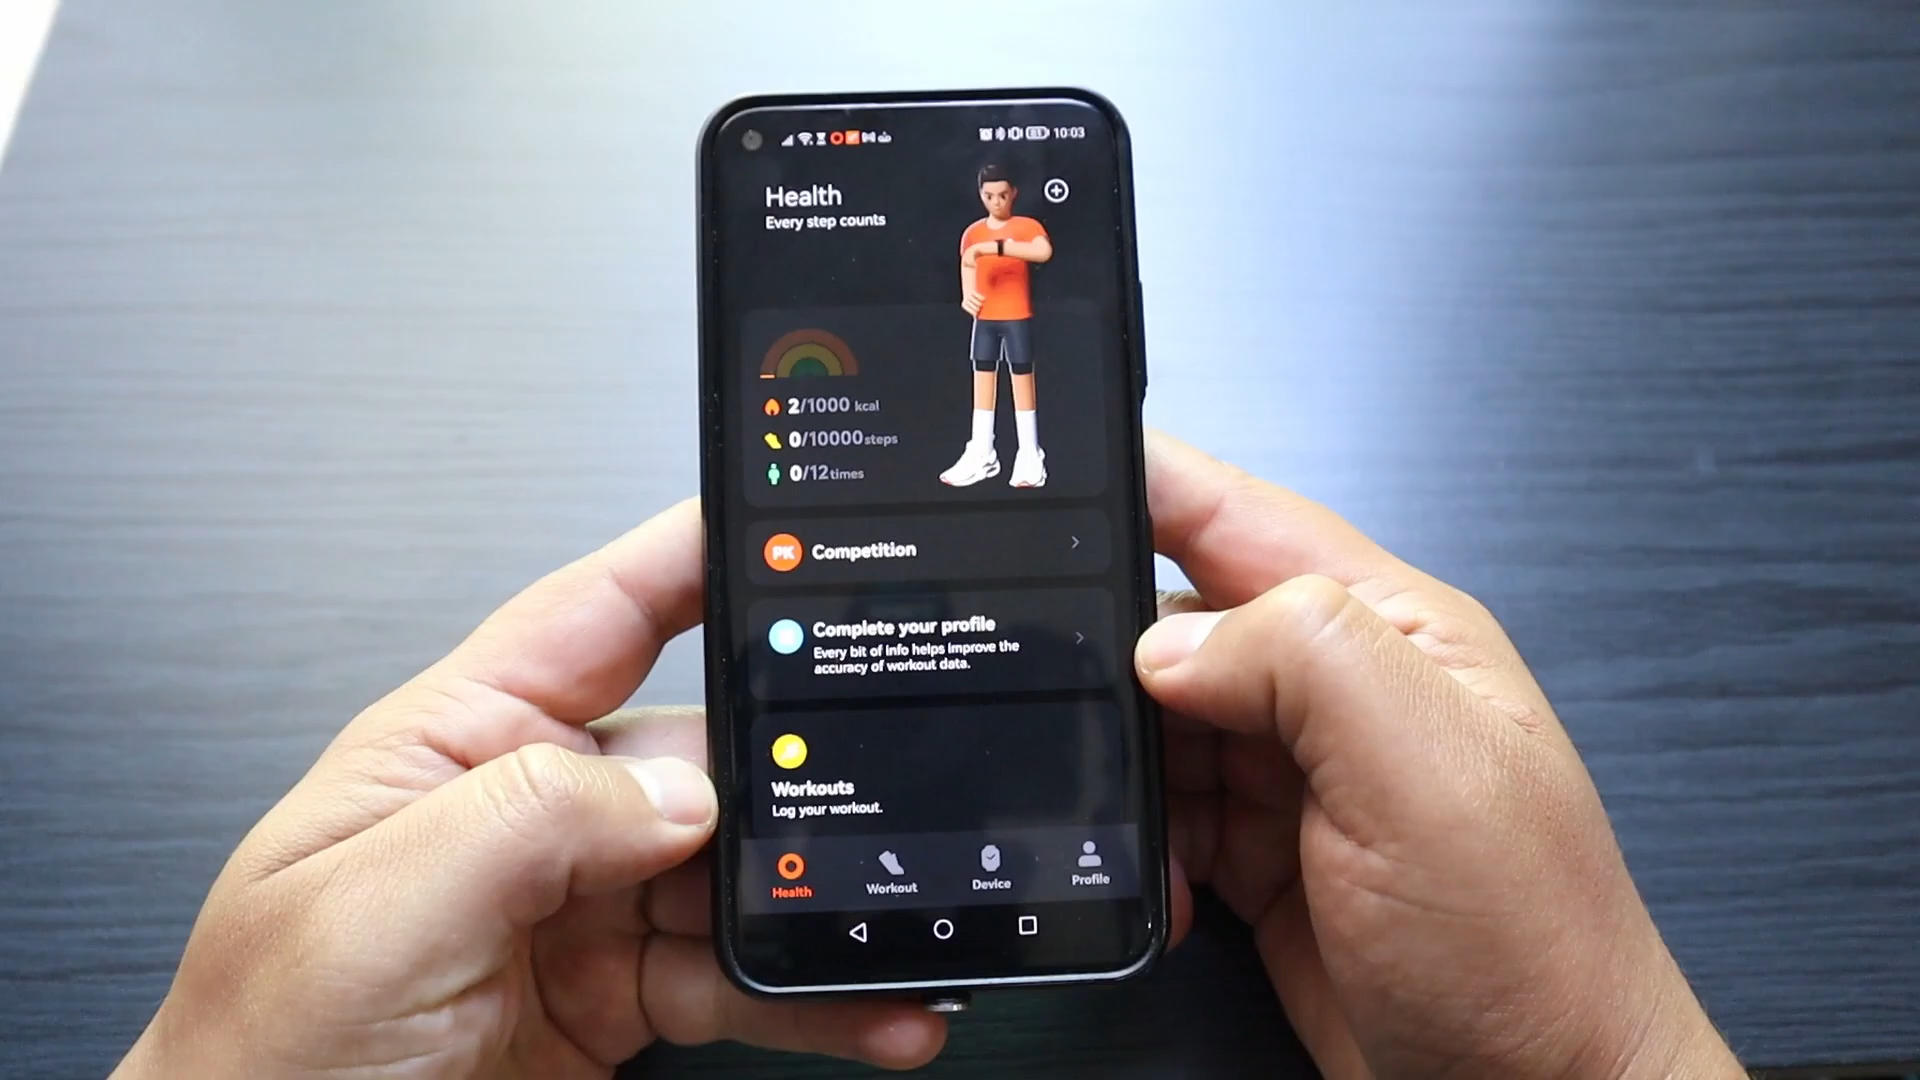 81 10:03
Health
Every step counts
2/1000 kcal
0/10000 steps
0/12 times
PK Competition
Complete your profile
Every bit of info helps improve the
accuracy of workout data.
Workouts
Log your workout.
Health Workout Device Profile